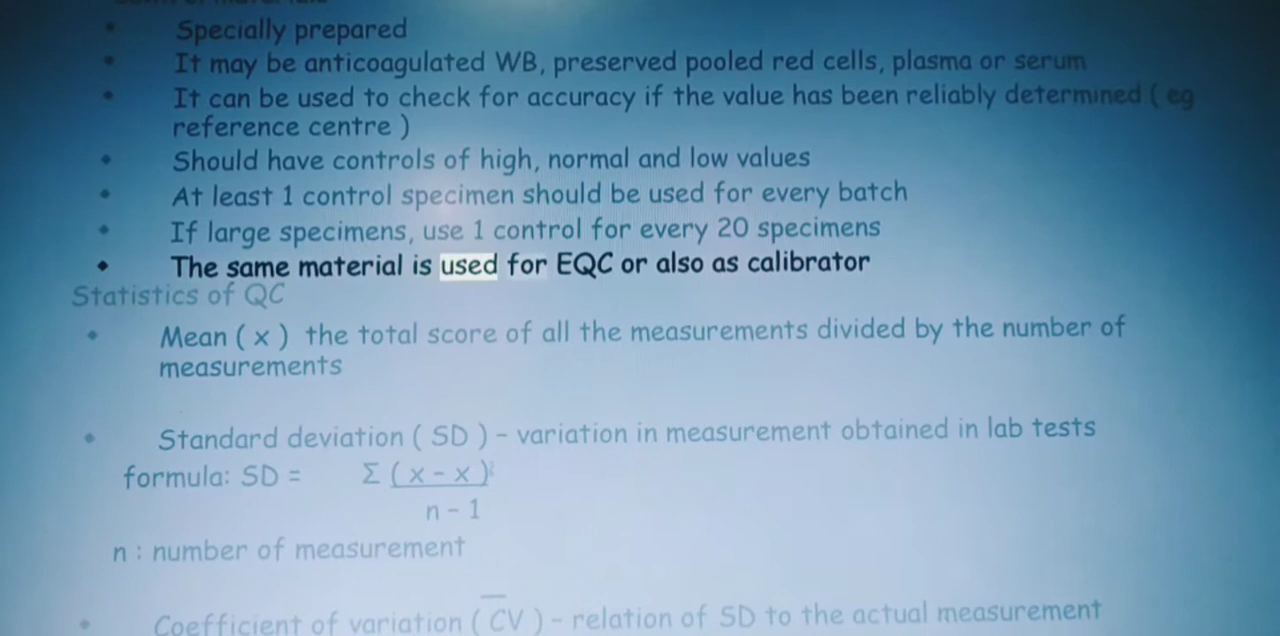 • Specially prepared
• It may be anticoagulated WB, preserved pooled red cells, plasma or serum
• It can be used to check for accuracy if the value has been reliably determined ( eg
reference centre )
• Should have controls of high, normal and low values
• At least 1 control specimen should be used for every batch
• If large specimens, use 1 control for every 20 specimens
• The same material is used for EQC or also as calibrator
Statistics of QC
• Mean ( x ) the total score of all the measurements divided by the number of
measurements
• Standard deviation ( SD ) - variation in measurement obtained in lab tests
formula: SD = Σ ( x - x )²
n - 1
n : number of measurement
• Coefficient of variation ( CV ) - relation of SD to the actual measurement